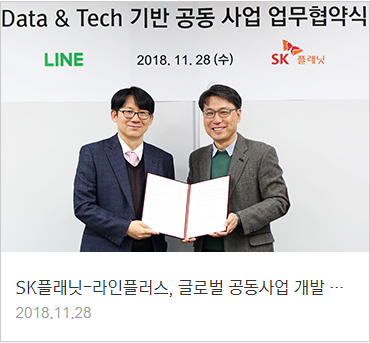 Data & Tech 기반 공동 사업 업무협약식
LINE 2018. 11. 28 (수) SK 플래닛
SK플래닛-라인플러스, 글로벌 공동사업 개발 …
2018.11.28